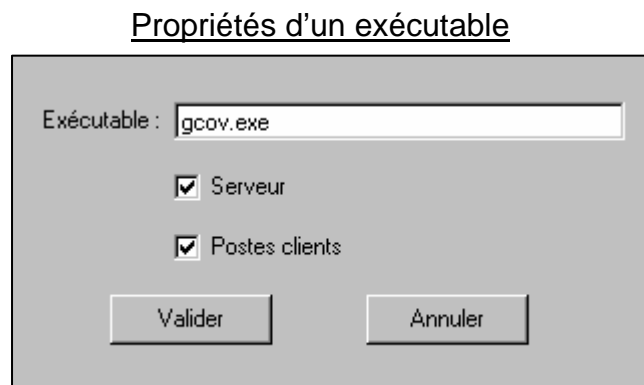 Propriétés d’un exécutable
Exécutable : gcov.exe
Serveur
Postes clients
Valider Annuler